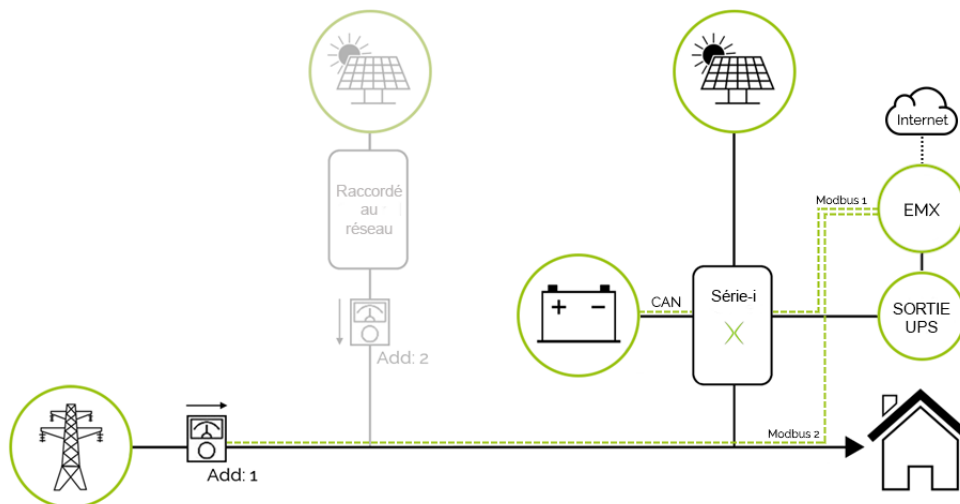 Internet
Modbus 1
EMX
Raccordé
au
réseau
CAN
Série-i
X
SORTIE
UPS
+ −
Add: 2
Modbus 2
Add: 1